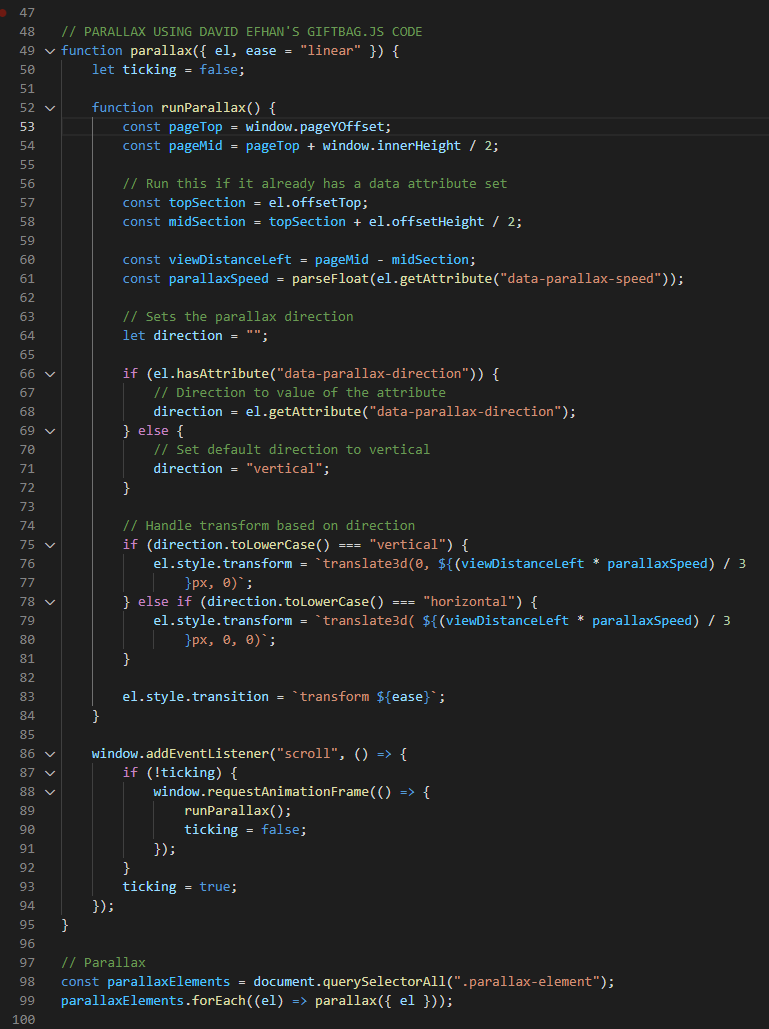 47
48 // PARALLAX USING DAVID EFHAN'S GIFTBAG.JS CODE
49 function parallax({ el, ease = "linear" }) {
50     let ticking = false;
51
52     function runParallax() {
53         const pageTop = window.pageYOffset;
54         const pageMid = pageTop + window.innerHeight / 2;
55
56         // Run this if it already has a data attribute set
57         const topSection = el.offsetTop;
58         const midSection = topSection + el.offsetHeight / 2;
59
60         const viewDistanceLeft = pageMid - midSection;
61         const parallaxSpeed = parseFloat(el.getAttribute("data-parallax-speed"));
62
63         // Sets the parallax direction
64         let direction = "";
65
66         if (el.hasAttribute("data-parallax-direction")) {
67             // Direction to value of the attribute
68             direction = el.getAttribute("data-parallax-direction");
69         } else {
70             // Set default direction to vertical
71             direction = "vertical";
72         }
73
74         // Handle transform based on direction
75         if (direction.toLowerCase() === "vertical") {
76             el.style.transform = `translate3d(0, ${(viewDistanceLeft * parallaxSpeed) / 3
77                 }px, 0)`;
78         } else if (direction.toLowerCase() === "horizontal") {
79             el.style.transform = `translate3d( ${(viewDistanceLeft * parallaxSpeed) / 3
80                 }px, 0, 0)`;
81         }
82
83         el.style.transition = `transform ${ease}`;
84     }
85
86     window.addEventListener("scroll", () => {
87         if (!ticking) {
88             window.requestAnimationFrame(() => {
89                 runParallax();
90                 ticking = false;
91             });
92         }
93         ticking = true;
94     });
95 }
96
97 // Parallax
98 const parallaxElements = document.querySelectorAll(".parallax-element");
99 parallaxElements.forEach((el) => parallax({ el }));
100